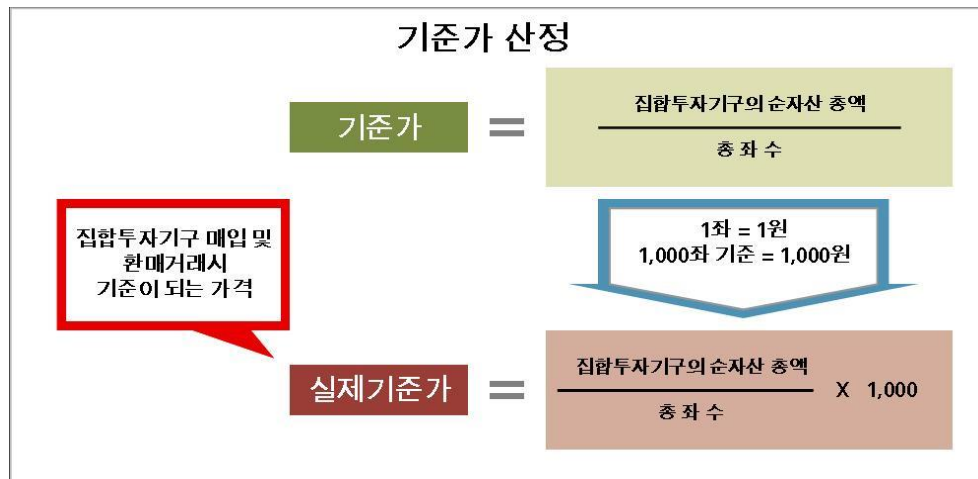 기준가 산정
기준가
=
집합투자기구의 순자산 총액
총 좌 수
집합투자기구 매입 및
환매거래시
기준이 되는 가격
1좌 = 1원
1,000좌 기준 = 1,000원
실제기준가
=
집합투자기구의 순자산 총액
총 좌 수
X 1,000